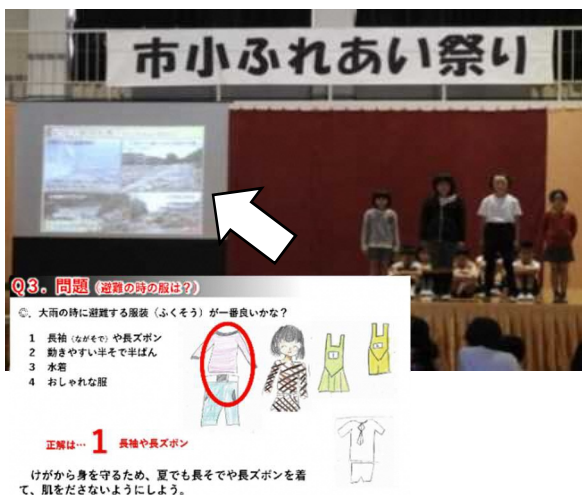 市小ふれあい祭り
Q3．問題（避難の時の服は？）
◎．大雨の時に避難する服装（ふくそう）が一番良いかな？
1　長袖（ながそで）や長ズボン
2　動きやすい半そで半ぱん
3　水着
4　おしゃれな服
正解は… 1 長袖や長ズボン
けがから身を守るため、夏でも長そでや長ズボンを着
て、肌をださないようにしよう。